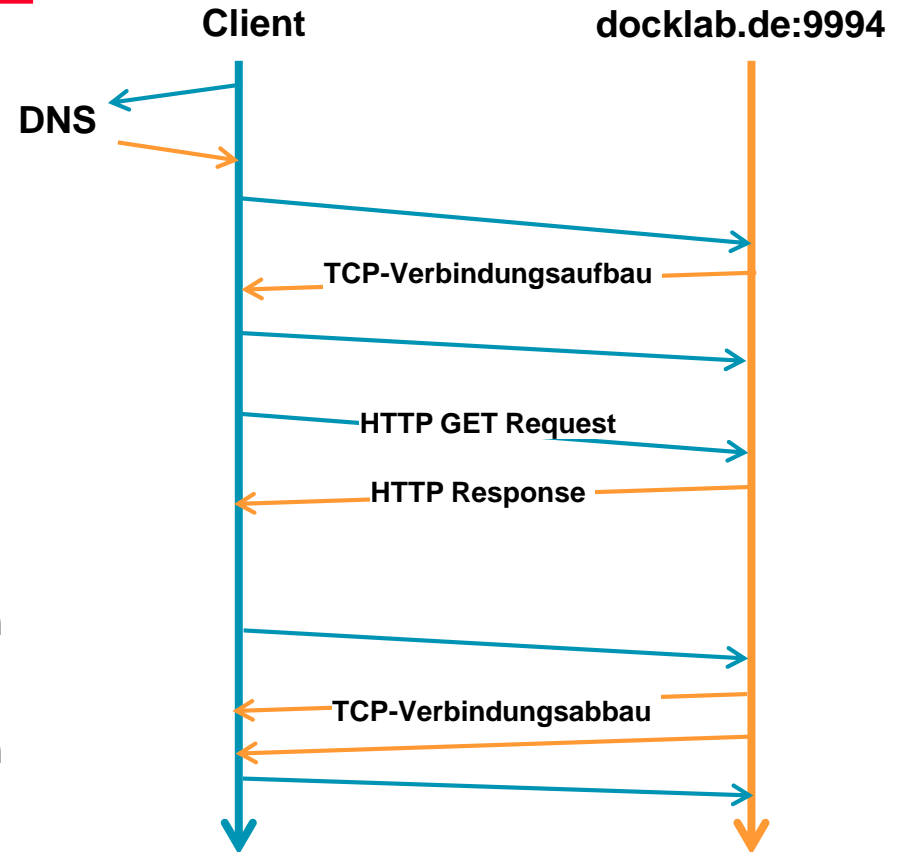 Client
docklab.de:9994
DNS
TCP-Verbindungsaufbau
HTTP GET Request
HTTP Response
TCP-Verbindungsabbau